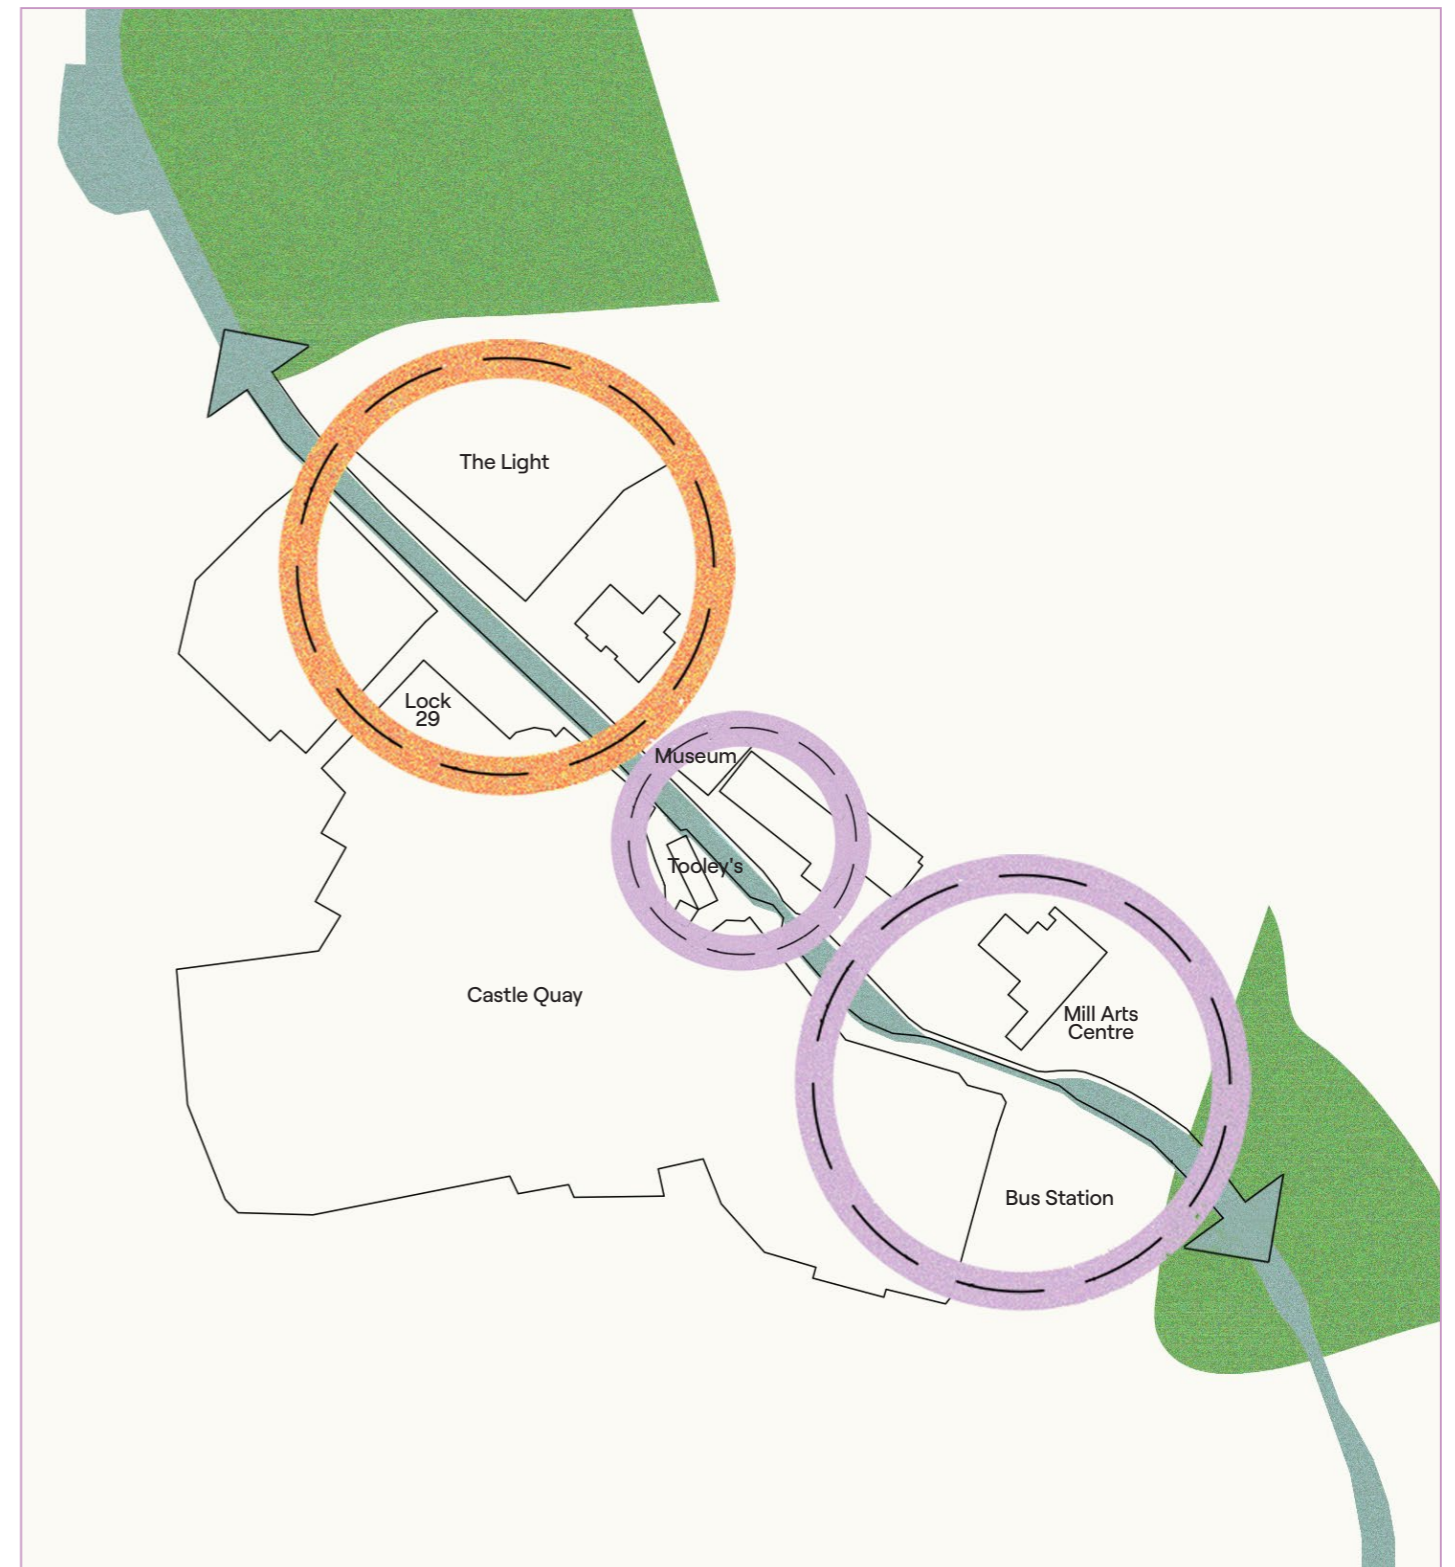 The Light
Lock
29
Museum
Tooley's
Castle Quay
Mill Arts
Centre
Bus Station